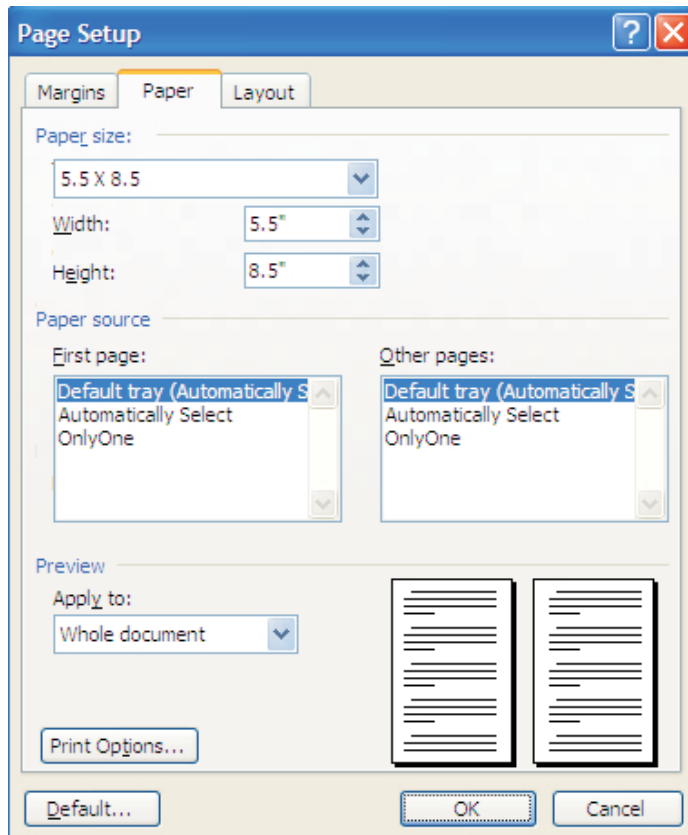 Page Setup
Margins Paper Layout
Paper size:
5.5 X 8.5
Width: 5.5"
Height: 8.5"
Paper source
First page: Other pages:
Default tray (Automatically S Default tray (Automatically S
Automatically Select Automatically Select
OnlyOne OnlyOne
Preview
Apply to:
Whole document
Print Options...
Default... OK Cancel